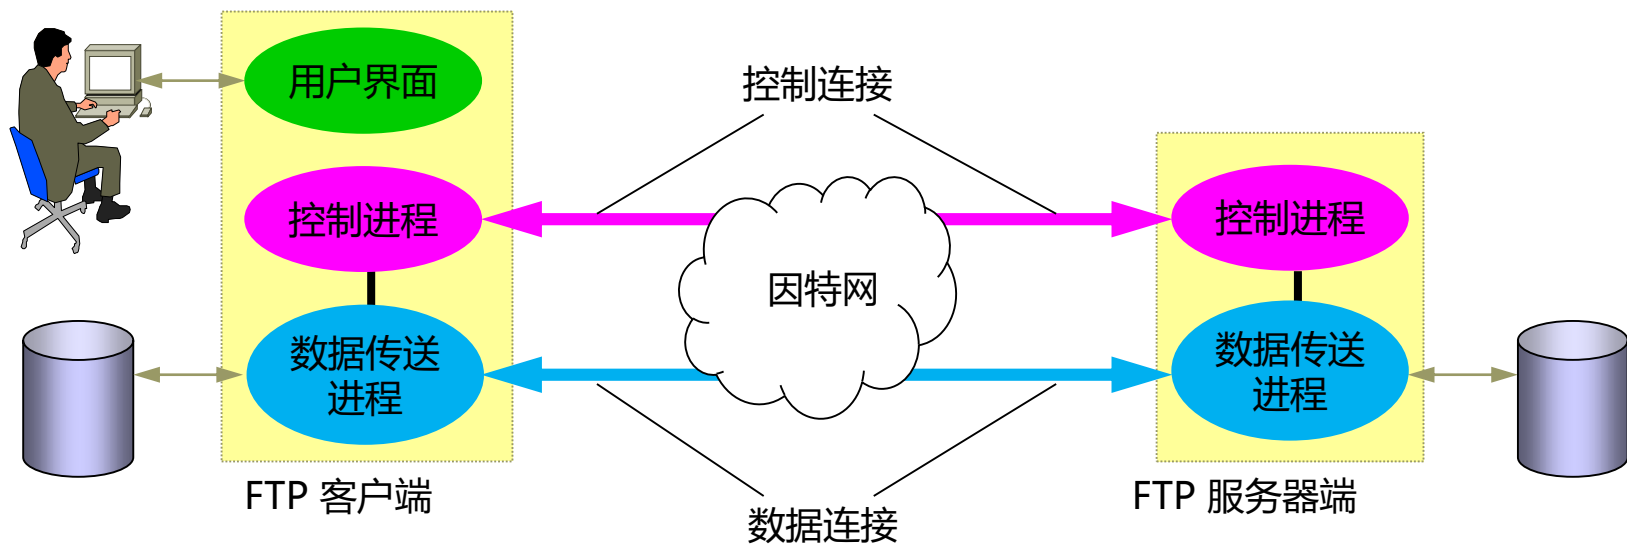 用户界面
控制连接
控制进程
控制进程
因特网
数据传送
进程
数据传送
进程
FTP 客户端
FTP 服务器端
数据连接